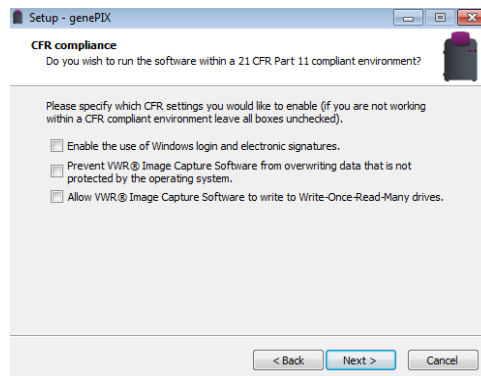 Setup - genePIX
CFR compliance
Do you wish to run the software within a 21 CFR Part 11 compliant environment?
Please specify which CFR settings you would like to enable (if you are not working
within a CFR compliant environment leave all boxes unchecked).
Enable the use of Windows login and electronic signatures.
Prevent VWR® Image Capture Software from overwriting data that is not
protected by the operating system.
Allow VWR® Image Capture Software to write to Write-Once-Read-Many drives.
< Back Next > Cancel